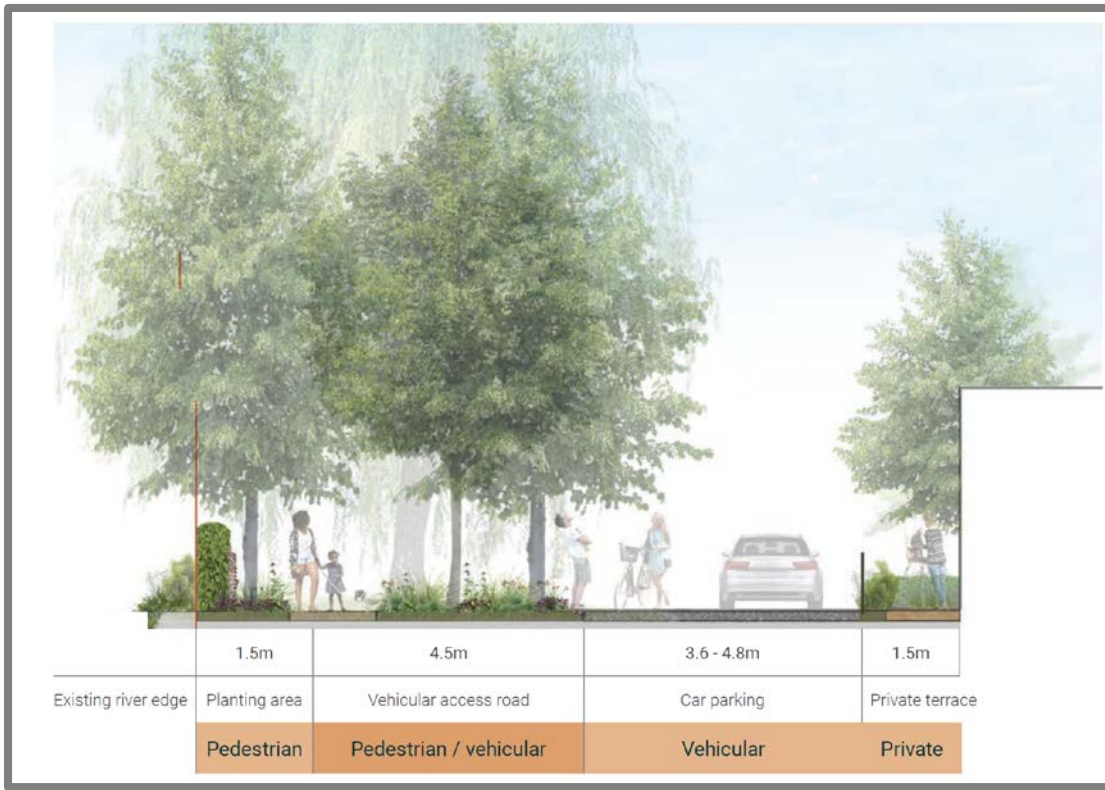 1.5m 4.5m 3.6 - 4.8m 1.5m
Existing river edge Planting area Vehicular access road Car parking Private terrace
Pedestrian Pedestrian / vehicular Vehicular Private